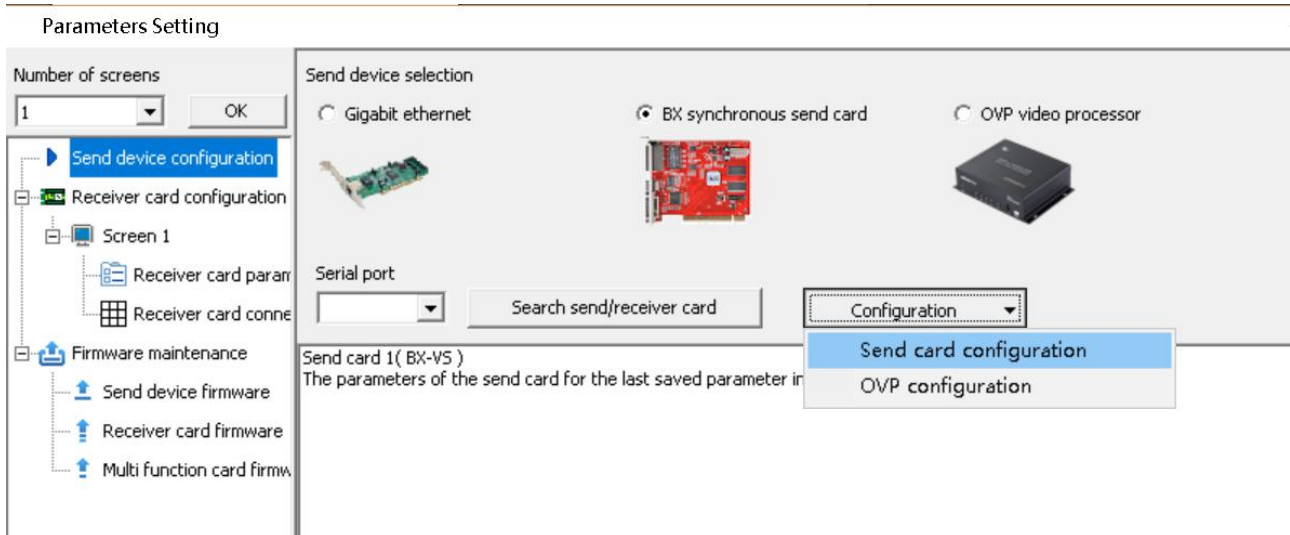 Parameters Setting
Number of screens
1
OK
Send device configuration
Receiver card configuration
Screen 1
Receiver card param
Receiver card conne
Firmware maintenance
Send device firmware
Receiver card firmware
Multi function card firmw
Send device selection
Gigabit ethernet
BX synchronous send card
OVP video processor
Serial port
Search send/receiver card
Configuration
Send card configuration
OVP configuration
Send card 1( BX-VS )
The parameters of the send card for the last saved parameter in